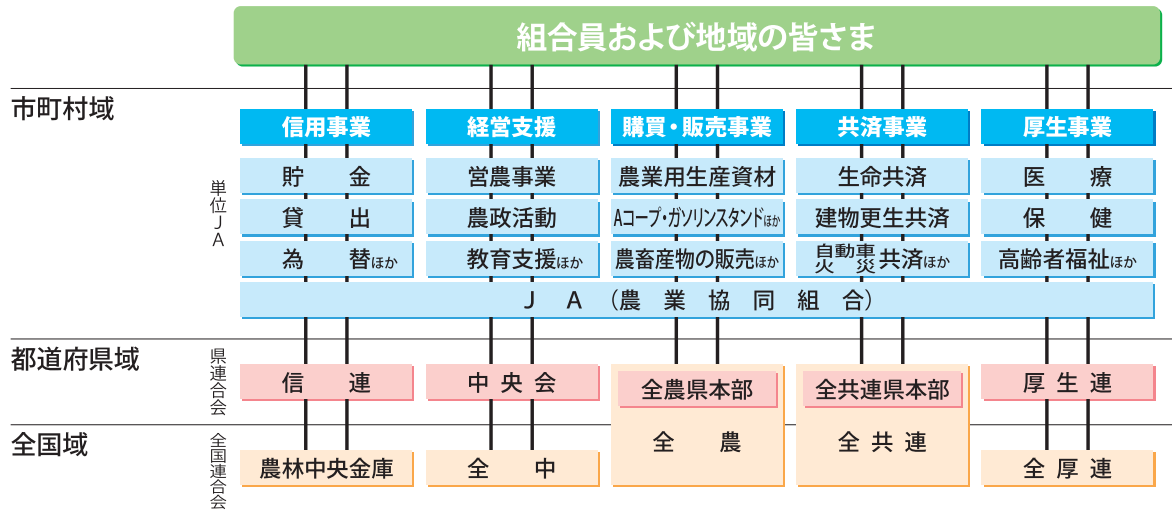 組合員および地域の皆さま
市町村域
信用事業 経営支援 購買・販売事業 共済事業 厚生事業
単位JA
貯金 営農事業 農業用生産資材 生命共済 医療
貸出 農政活動 Aコープ・ガソリンスタンドほか 建物更生共済 保健
為替ほか 教育支援ほか 農畜産物の販売ほか 自動車火災共済ほか 高齢者福祉ほか
JA(農業協同組合)
都道府県域
県連合会
信連 中央会 全農県本部 全共連県本部 厚生連
全国域
全国連合会
全農 全共連
農林中央金庫 全中 全厚連